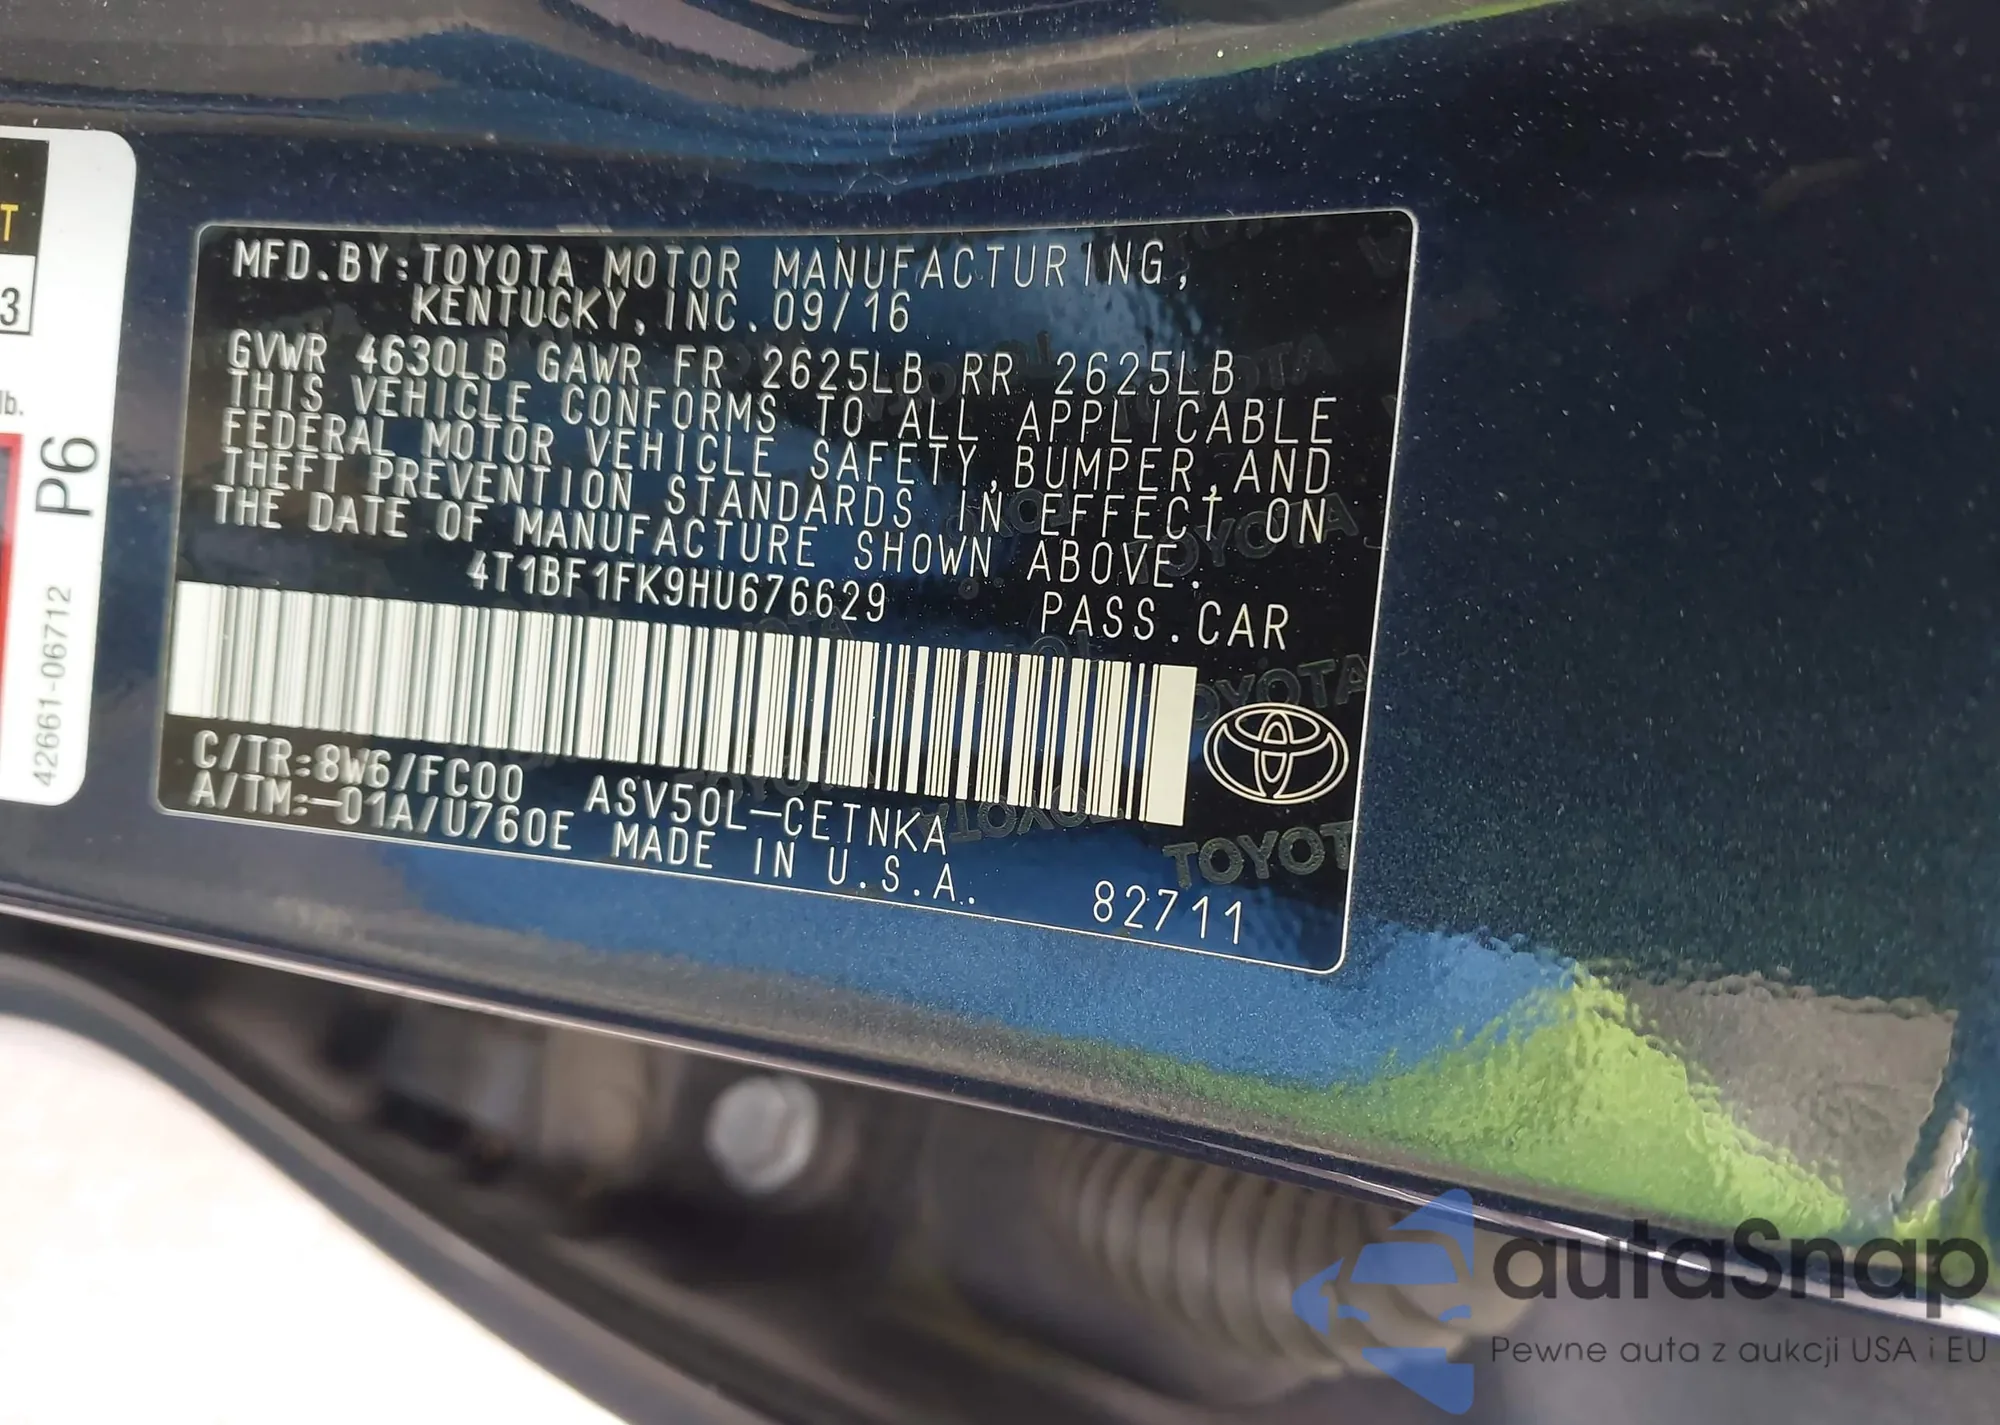 T
3
lb.
P6
42661-06712
MFD.BY:TOYOTA MOTOR MANUFACTURING,
KENTUCKY, INC. 09/16
GVWR 4630LB GAWR FR 2625LB RR 2625LB
THIS VEHICLE CONFORMS TO ALL APPLICABLE
FEDERAL MOTOR VEHICLE SAFETY,BUMPER,AND
THEFT PREVENTION STANDARDS IN EFFECT ON
THE DATE OF MANUFACTURE SHOWN ABOVE.
4T1BF1FK9HU676629 PASS.CAR
C/TR:8W6/FC00 ASV50L-CETNKA
A/TM:-01A/U760E MADE IN U.S.A.
82711
TOYOTA
autaSnap
Pewne auta z aukcji USA i EU